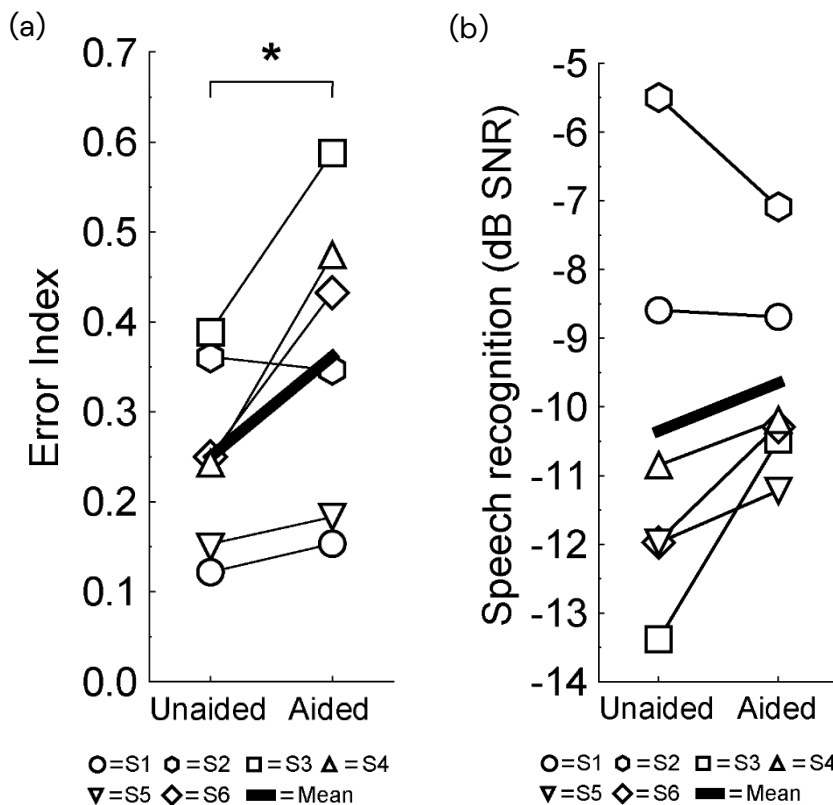 (a)
Error Index
0.7
0.6
0.5
0.4
0.3
0.2
0.1
0.0
*
Unaided Aided
=S1 =S2 =S3 =S4
=S5 =S6 =Mean
(b)
Speech recognition (dB SNR)
-5
-6
-7
-8
-9
-10
-11
-12
-13
-14
Unaided Aided
=S1 =S2 =S3 =S4
=S5 =S6 =Mean